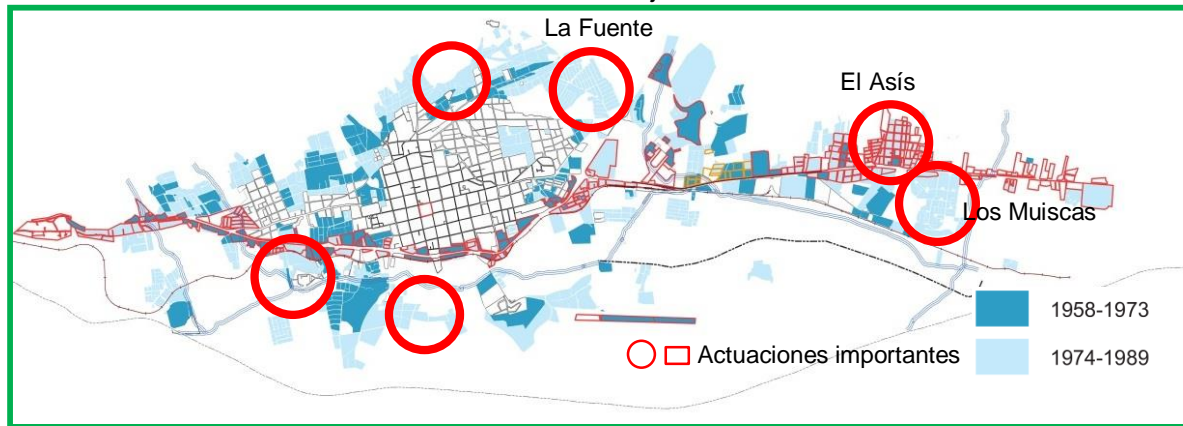 La Fuente
El Asís
Los Muiscas
1958-1973
Actuaciones importantes
1974-1989